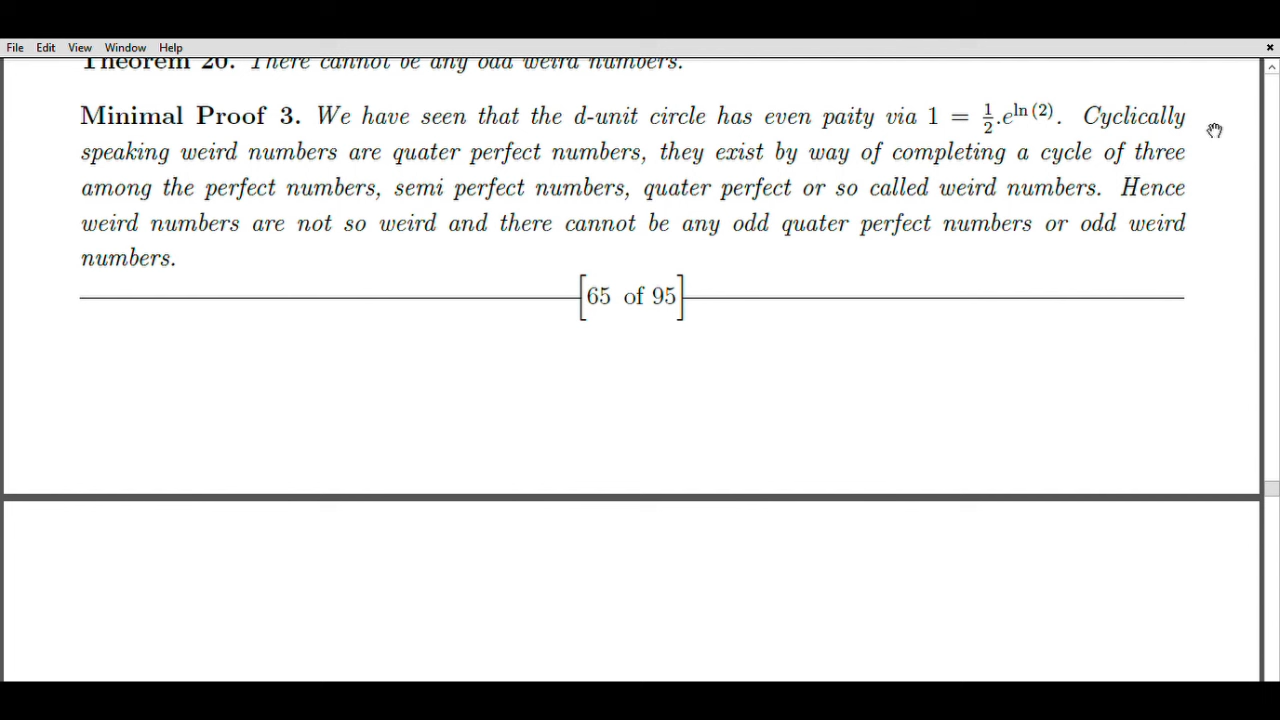 File Edit View Window Help
Theorem 20. There cannot be any odd weird numbers.
Minimal Proof 3. We have seen that the d-unit circle has even paity via 1 = 1/2.e^ln(2). Cyclically
speaking weird numbers are quater perfect numbers, they exist by way of completing a cycle of three
among the perfect numbers, semi perfect numbers, quater perfect or so called weird numbers. Hence
weird numbers are not so weird and there cannot be any odd quater perfect numbers or odd weird
numbers.
[65 of 95]